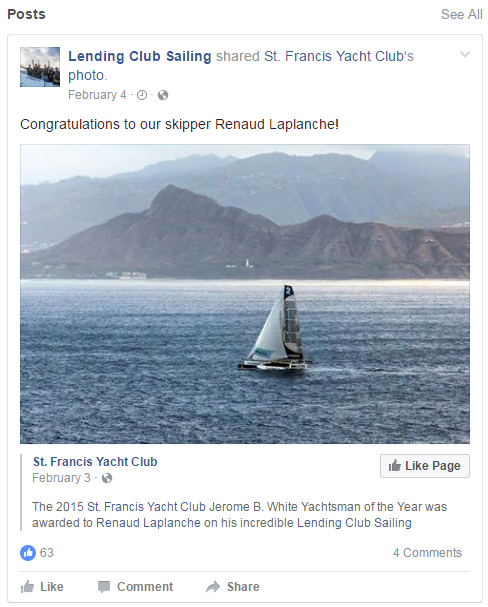 Posts
See All
Lending Club Sailing shared St. Francis Yacht Club's
photo.
February 4 ·
Congratulations to our skipper Renaud Laplanche!
2
St. Francis Yacht Club
February 3 ·
Like Page
The 2015 St. Francis Yacht Club Jerome B. White Yachtsman of the Year was
awarded to Renaud Laplanche on his incredible Lending Club Sailing
63
4 Comments
Like
Comment
Share